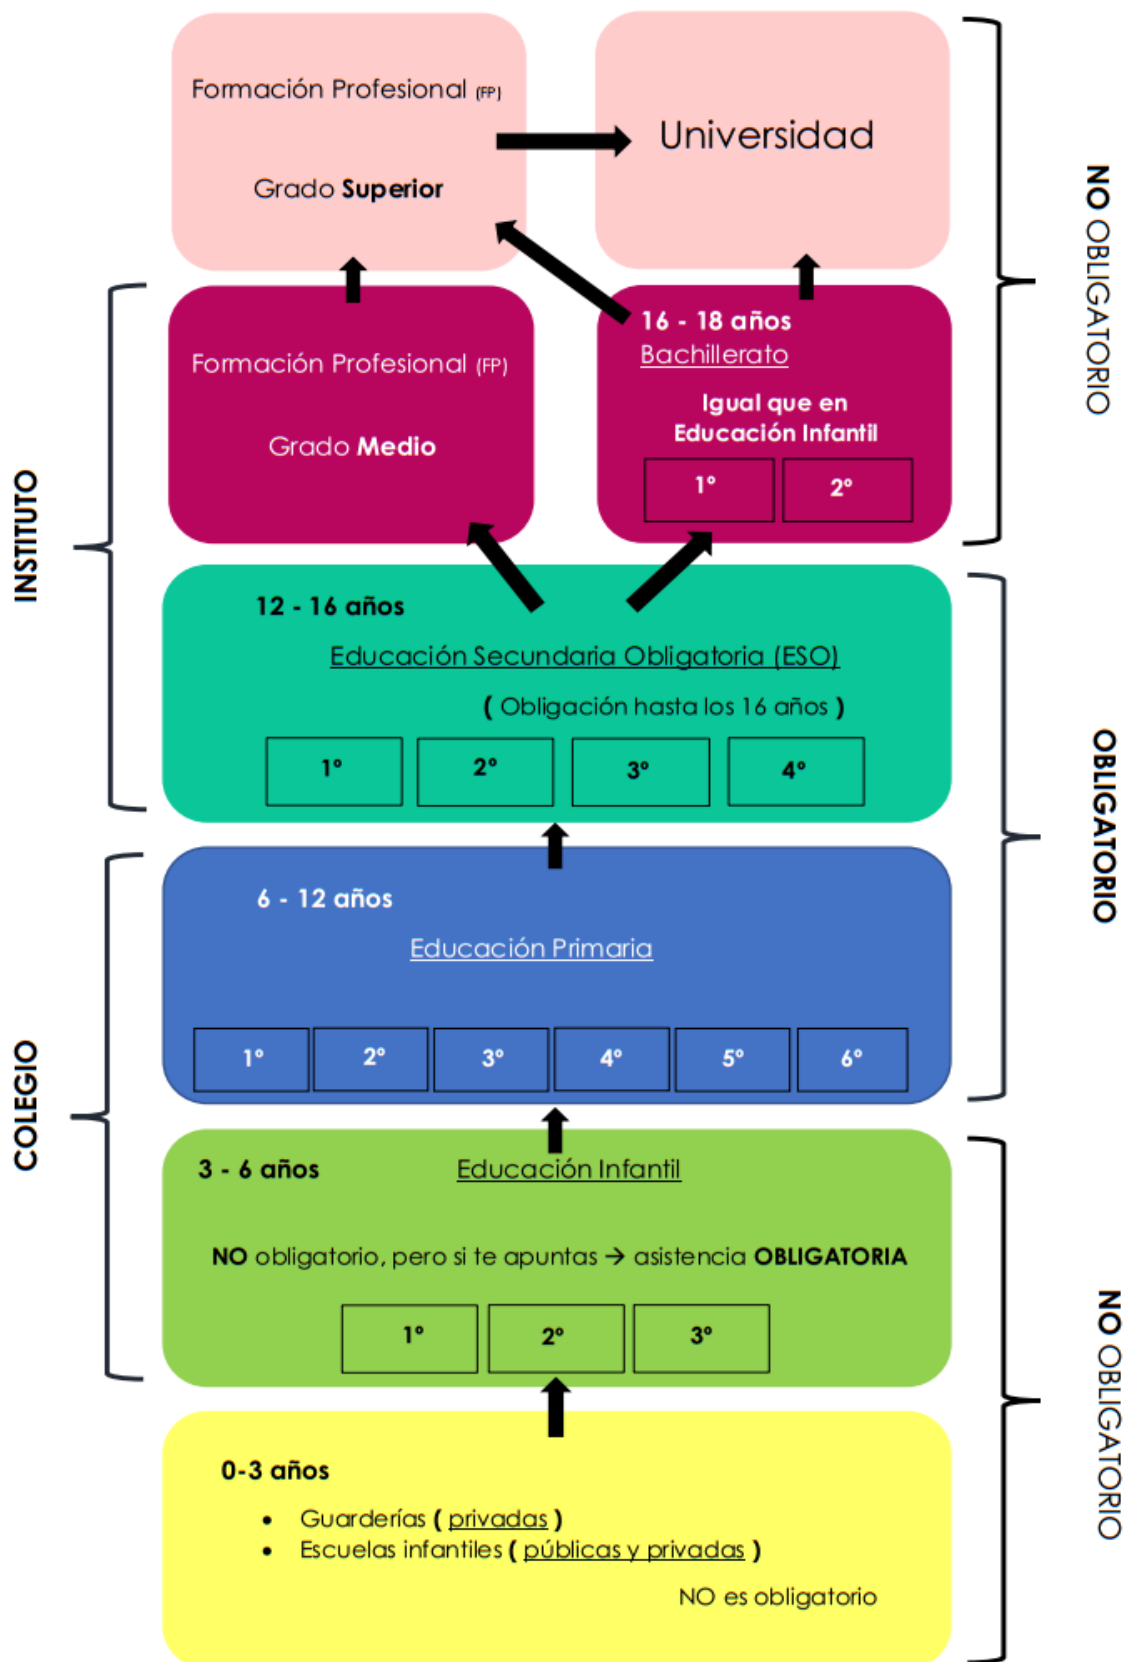 Formación Profesional (FP)
Grado Superior
Universidad
NO OBLIGATORIO
Formación Profesional (FP)
Grado Medio
16 - 18 años
Bachillerato
Igual que en
Educación Infantil
1º 2º
INSTITUTO
12 - 16 años
Educación Secundaria Obligatoria (ESO)
( Obligación hasta los 16 años )
1º 2º 3º 4º
OBLIGATORIO
6 - 12 años
Educación Primaria
1º 2º 3º 4º 5º 6º
COLEGIO
3 - 6 años Educación Infantil
NO obligatorio, pero si te apuntas → asistencia OBLIGATORIA
1º 2º 3º
NO OBLIGATORIO
0-3 años
• Guarderías ( privadas )
• Escuelas infantiles ( públicas y privadas )
NO es obligatorio